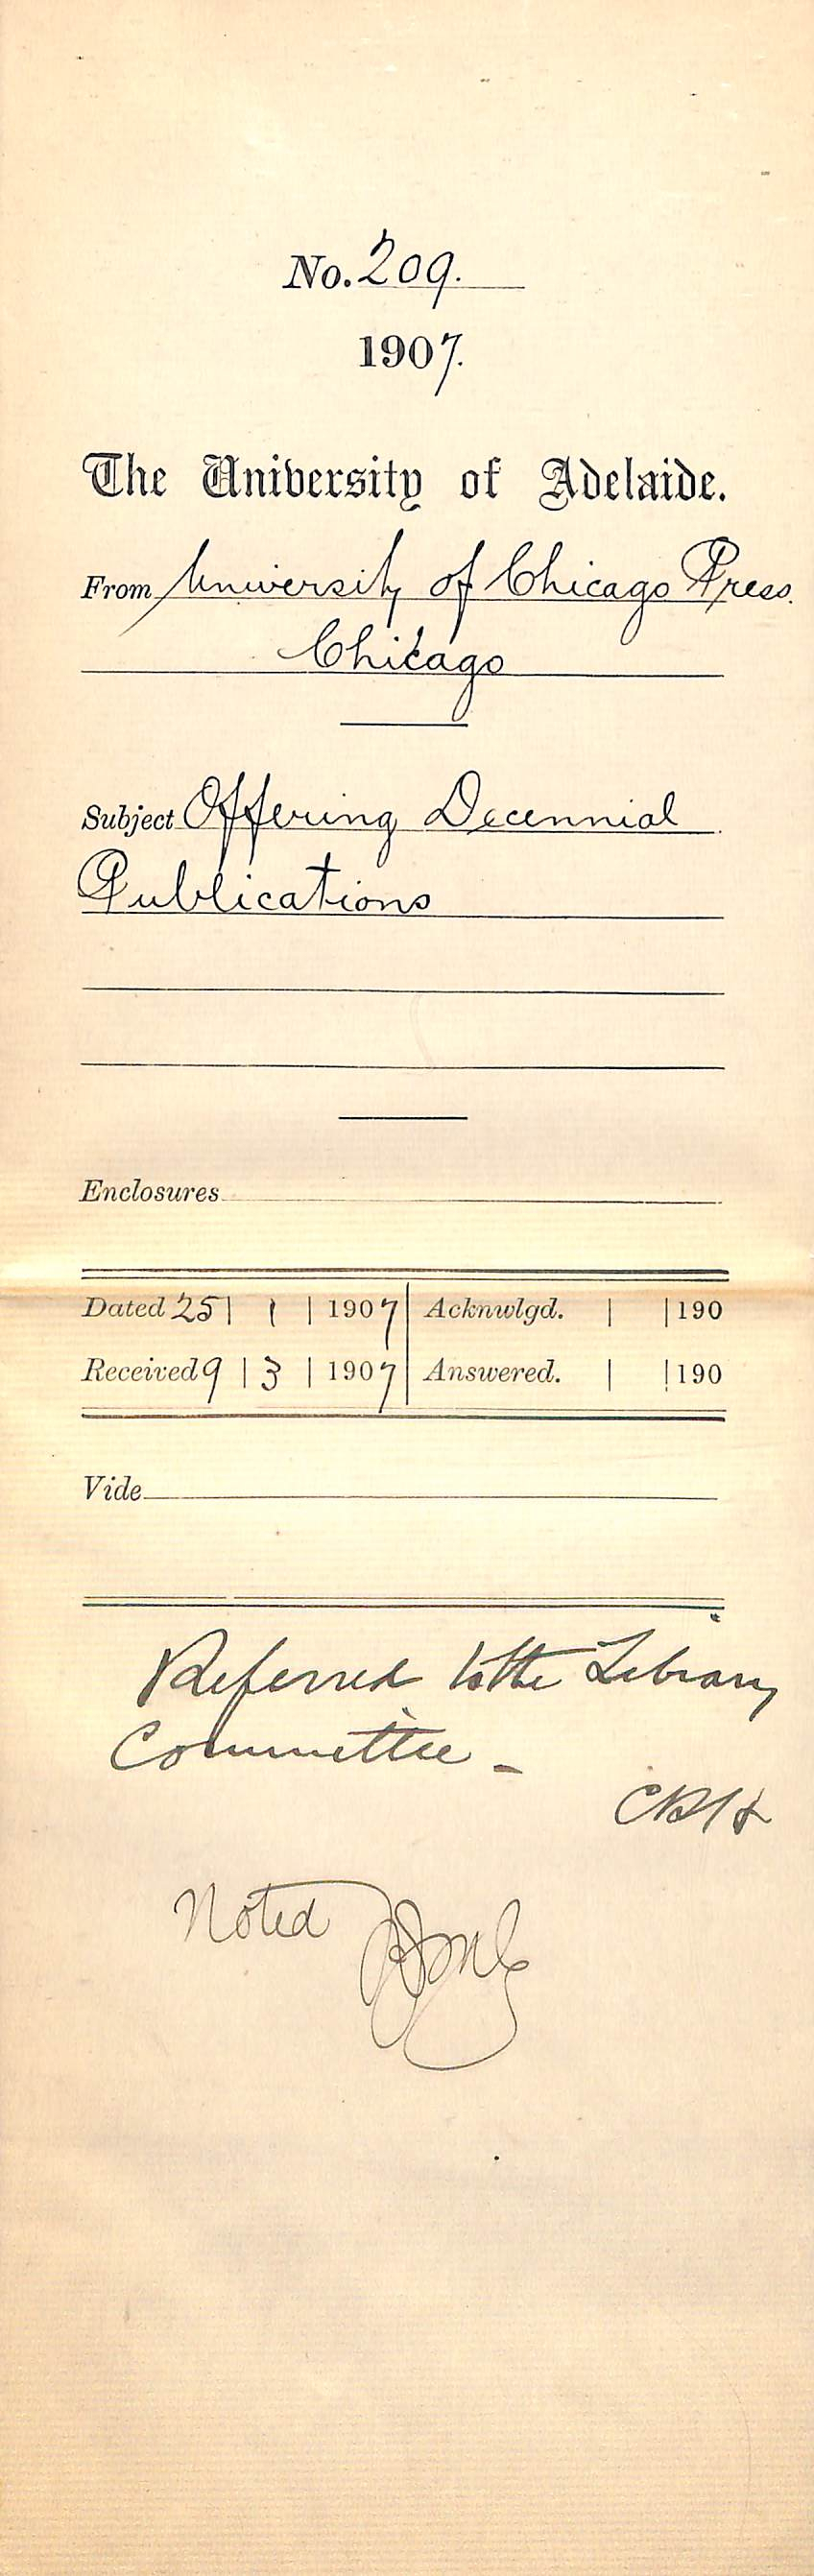 No. 209.
1907.
The University of Adelaide.
From University of Chicago Press.
Chicago
Subject Offering Decennial
Publications
Enclosures
Dated 25 | 1 | 1907 | Acknwlgd. | | 190
Received 9 | 3 | 1907 | Answered. | | 190
Vide
Referred to the Library
Committee -
Noted